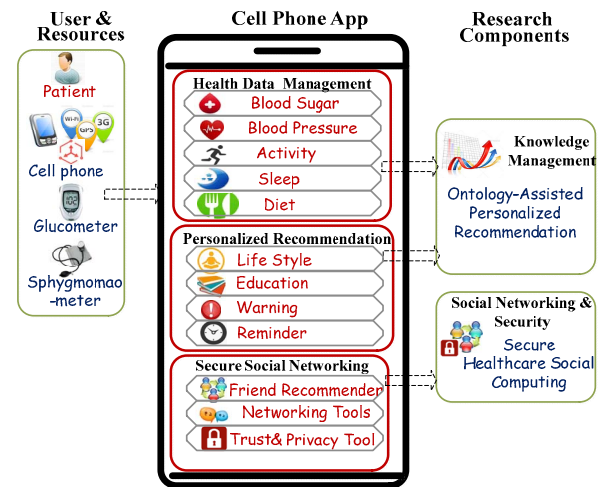 User &
Resources
Patient
Wi-Fi
3G
GPS
Cell phone
102
Glucometer
Sphygmomao
-meter
Cell Phone App
Health Data Management
Blood Sugar
Blood Pressure
Activity
Sleep
Diet
Personalized Recommendation
Life Style
Education
Warning
Reminder
Secure Social Networking
Friend Recommender
Networking Tools
Trust& Privacy Tool
Research
Components
Knowledge
Management
Ontology-Assisted
Personalized
Recommendation
Social Networking &
Security
Secure
Healthcare Social
Computing